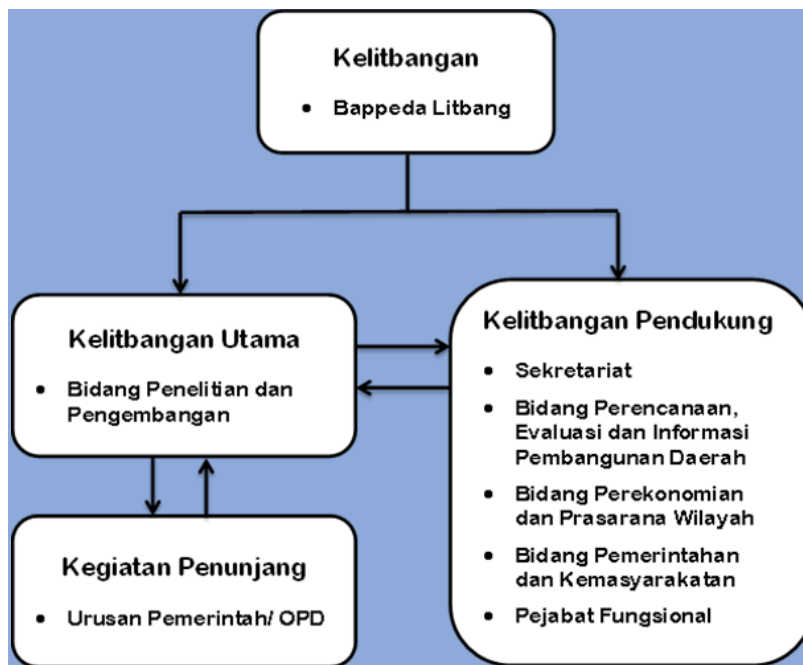 Kelitbangan
• Bappeda Litbang
Kelitbangan Utama
• Bidang Penelitian dan
Pengembangan
Kelitbangan Pendukung
• Sekretariat
• Bidang Perencanaan,
Evaluasi dan Informasi
Pembangunan Daerah
• Bidang Perekonomian
dan Prasarana Wilayah
• Bidang Pemerintahan
dan Kemasyarakatan
• Pejabat Fungsional
Kegiatan Penunjang
• Urusan Pemerintah/ OPD